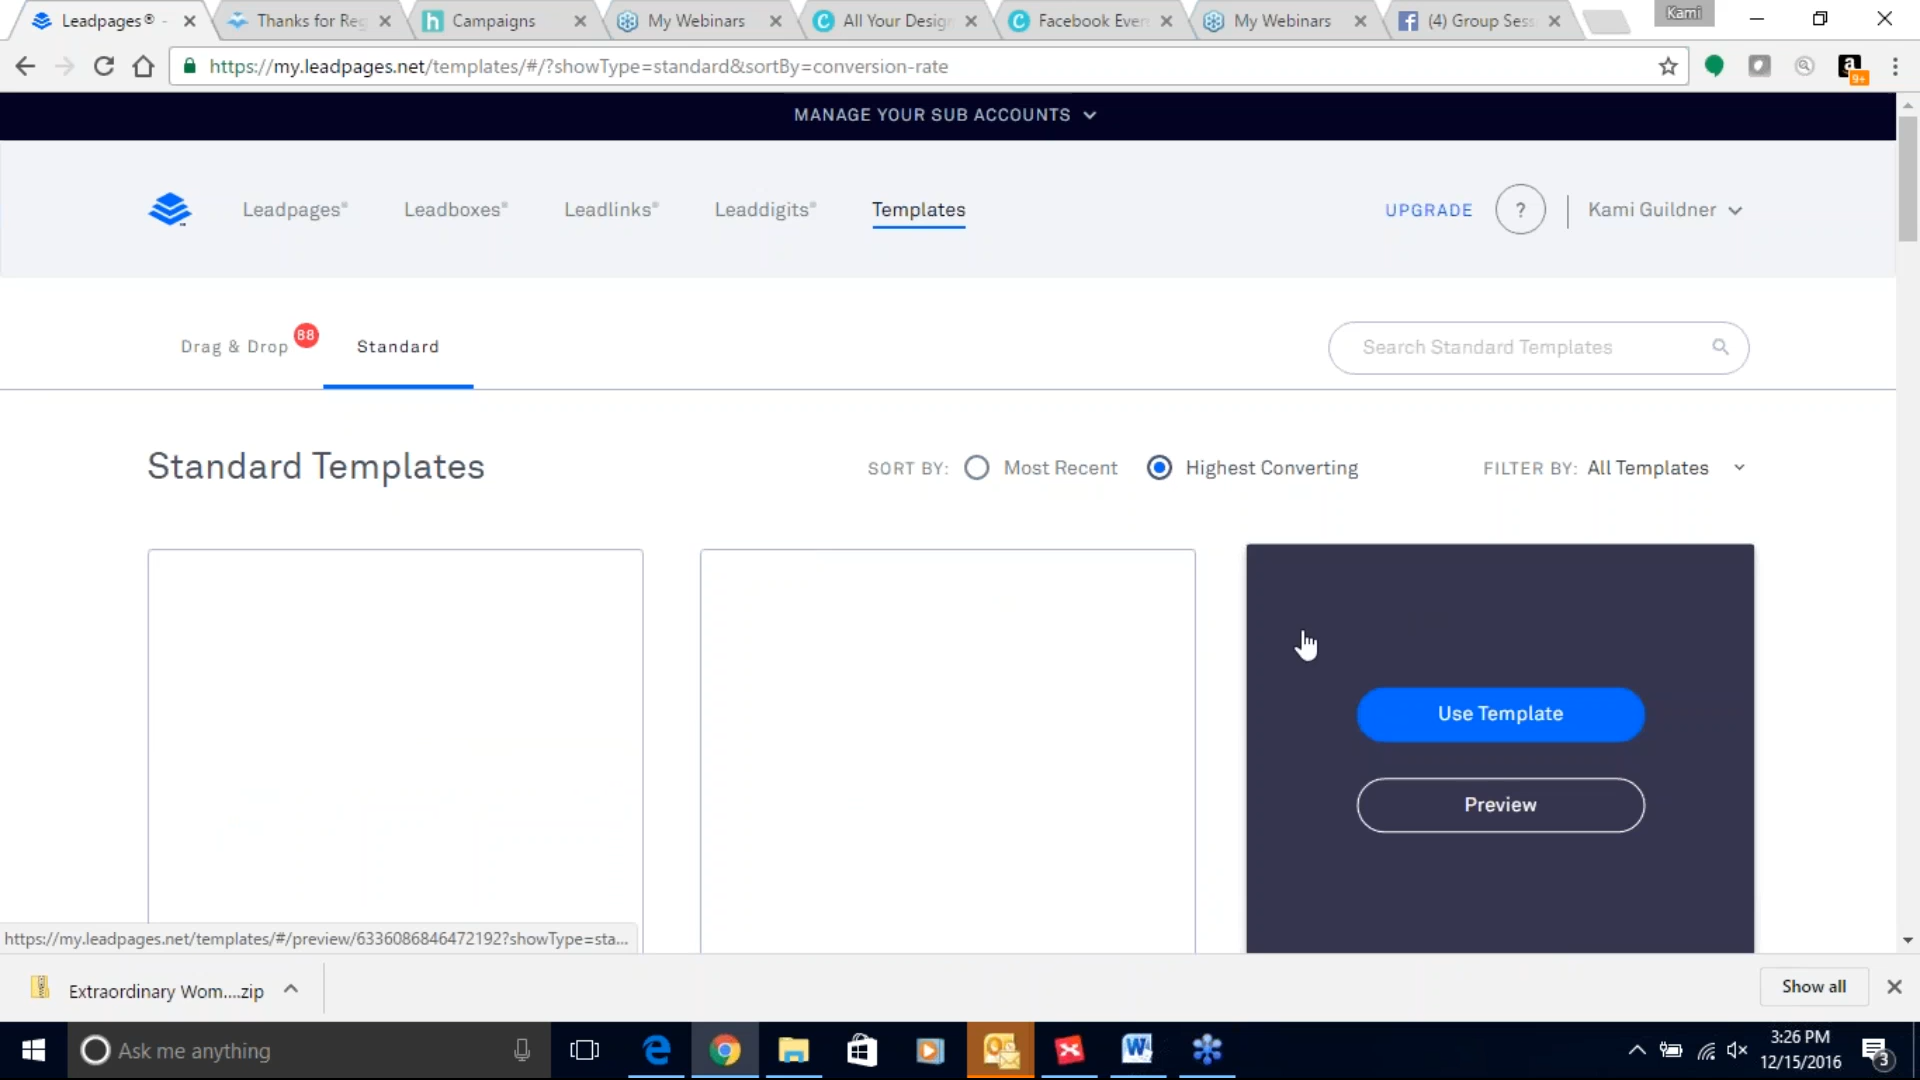 Leadpages® -
Thanks for Reg
Campaigns
My Webinars
All Your Design
Facebook Even
My Webinars
(4) Group Sess
Kami
https://my.leadpages.net/templates/#/?showType=standard&sortBy=conversion-rate
9+
MANAGE YOUR SUB ACCOUNTS
Leadpages®
Leadboxes®
Leadlinks®
Leaddigits®
Templates
UPGRADE
?
Kami Guildner
Drag & Drop
88
Standard
Search Standard Templates
Standard Templates
SORT BY:
Most Recent
Highest Converting
FILTER BY: All Templates
Use Template
Preview
https://my.leadpages.net/templates/#/preview/6336086846472192?showType=sta...
Extraordinary Wom....zip
Show all
Ask me anything
3:26 PM
12/15/2016
3